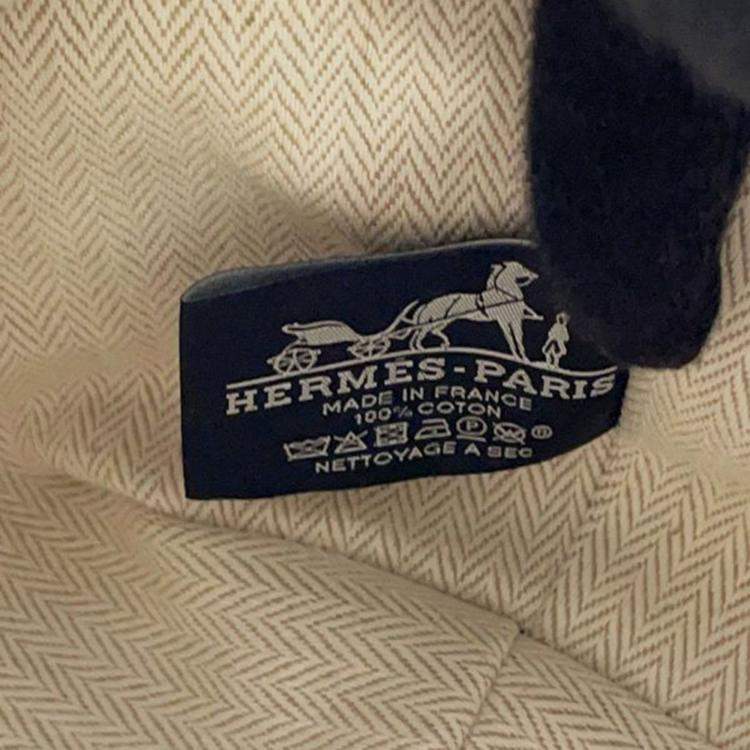 HERMES-PARIS
MADE IN FRANCE
100% COTON
P
NETTOYAGE A SEC